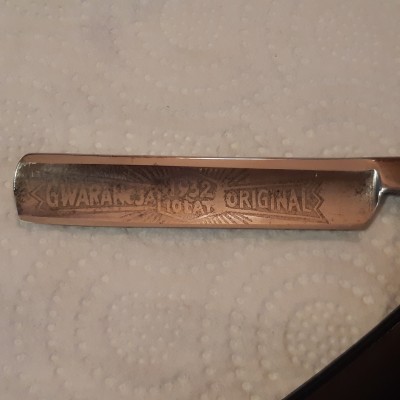 GWARANCJA 1932 ORIGINAL
10 LAT